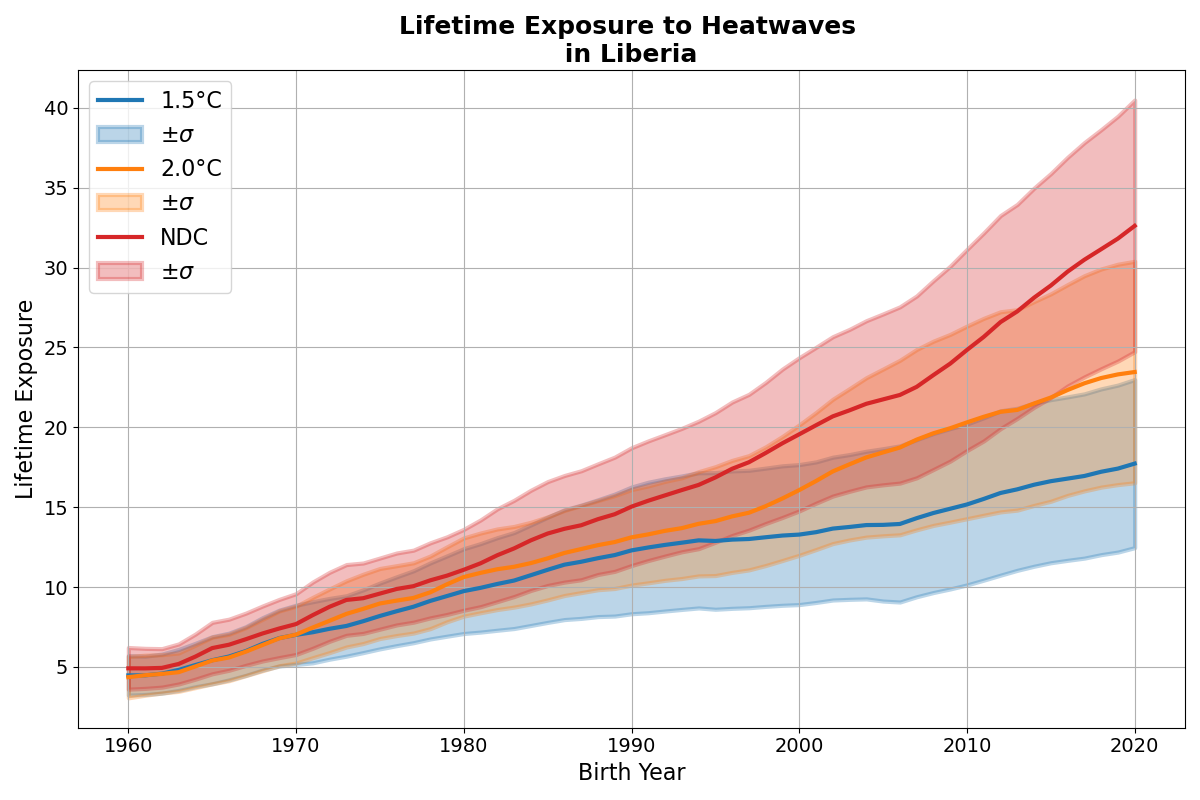 Lifetime Exposure to Heatwaves
in Liberia
1.5°C
±σ
2.0°C
±σ
NDC
±σ
Lifetime Exposure
40
35
30
25
20
15
10
5
1960 1970 1980 1990 2000 2010 2020
Birth Year